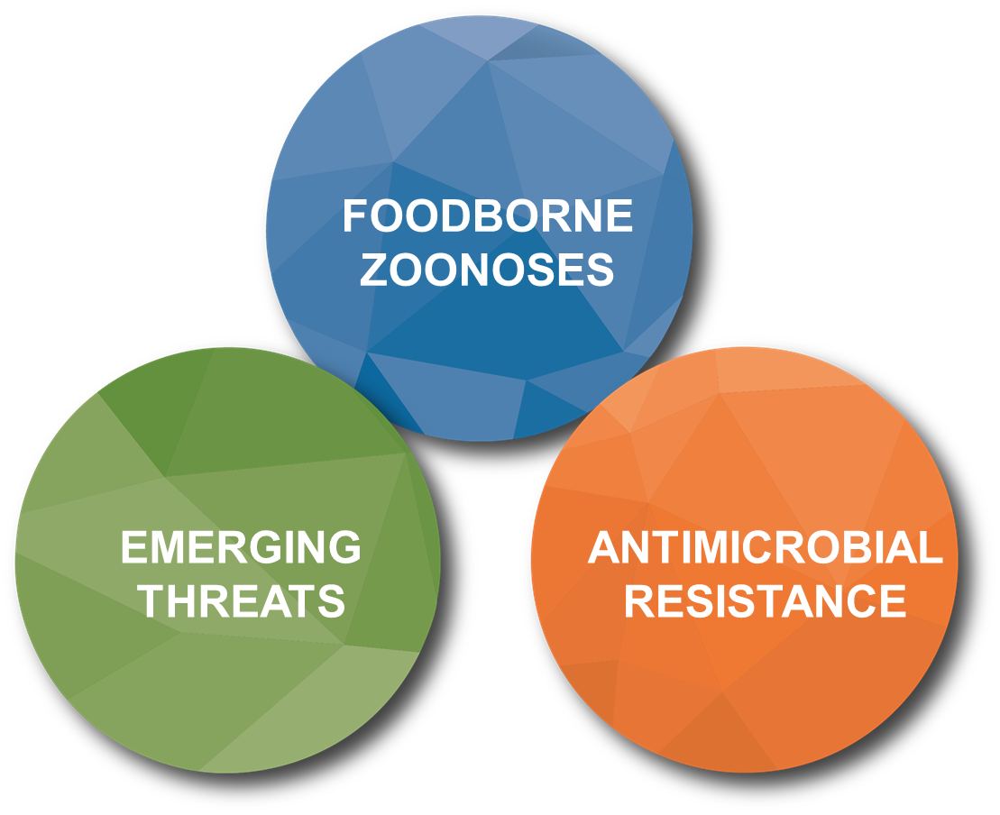 FOODBORNE
ZOONOSES
EMERGING
THREATS
ANTIMICROBIAL
RESISTANCE